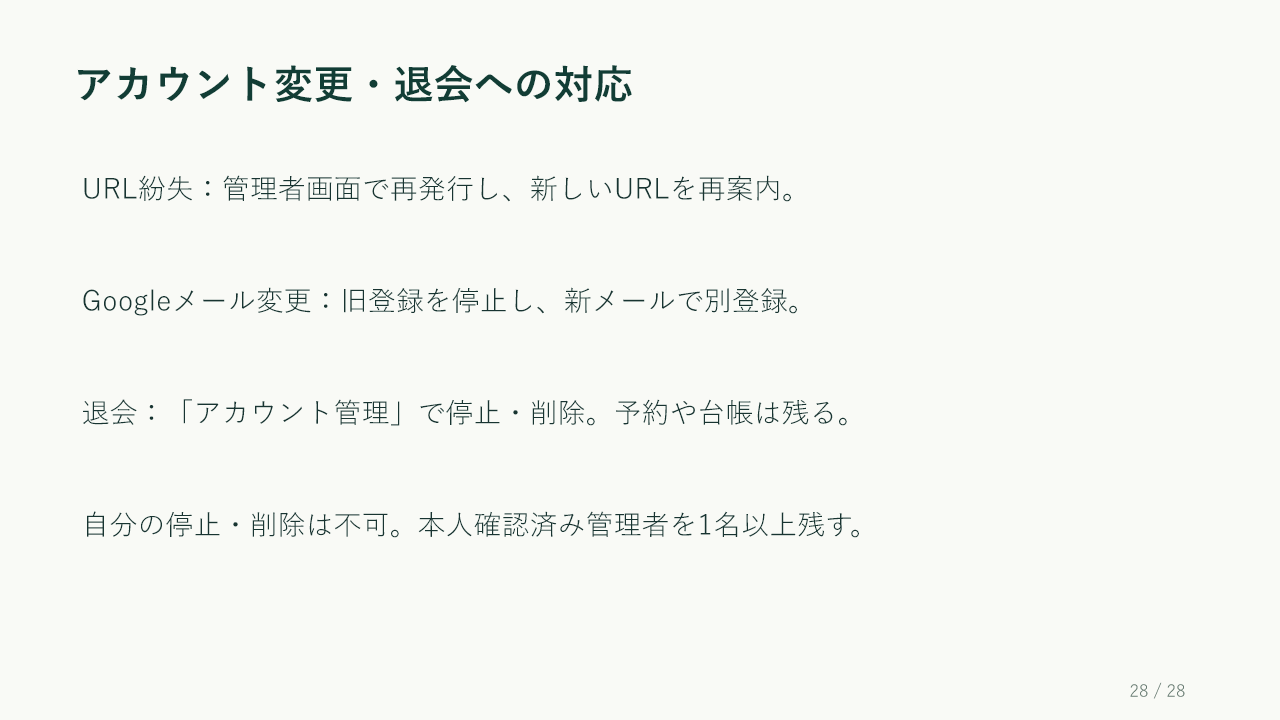 アカウント変更・退会への対応
URL紛失：管理者画面で再発行し、新しいURLを再案内。
Googleメール変更：旧登録を停止し、新メールで別登録。
退会：「アカウント管理」で停止・削除。予約や台帳は残る。
自分の停止・削除は不可。本人確認済み管理者を1名以上残す。
28 / 28